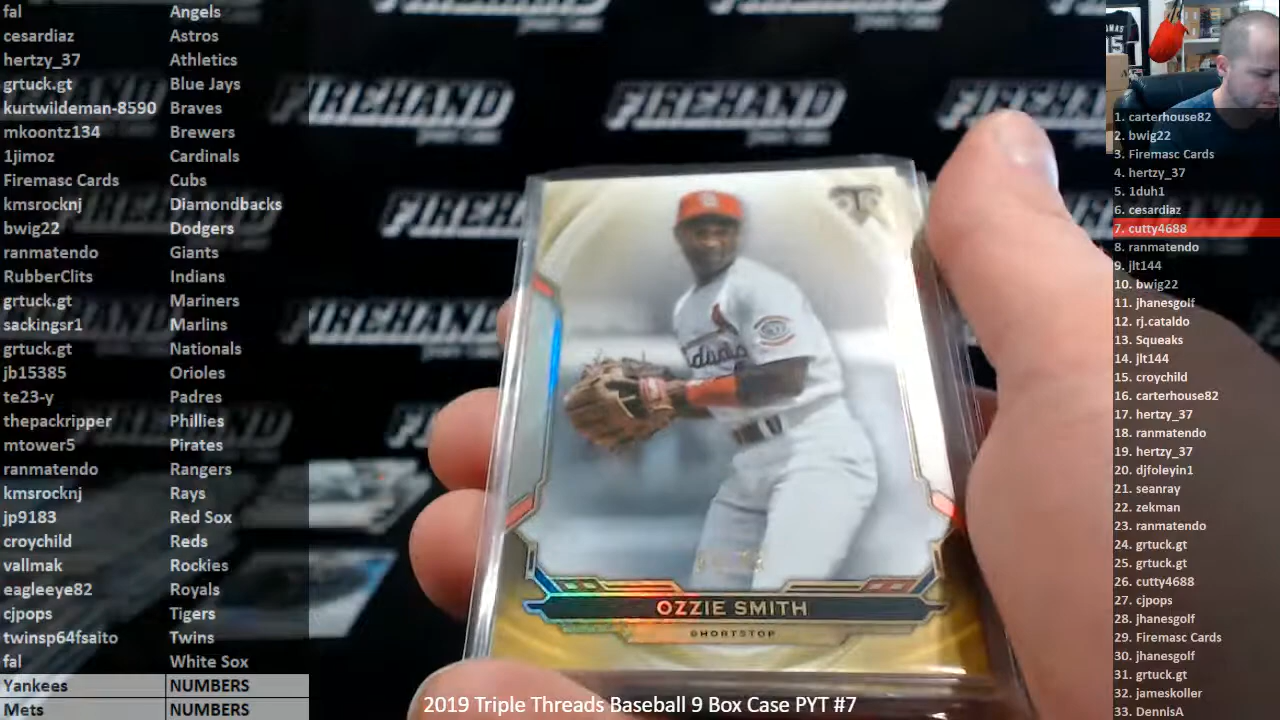 fal Angels
cesardiaz Astros
hertzy_37 Athletics
grtuck.gt Blue Jays
kurtwildeman-8590 Braves
mkoontz134 Brewers
1jimoz Cardinals
Firemasc Cards Cubs
kmsrocknj Diamondbacks
bwig22 Dodgers
ranmatendo Giants
RubberClits Indians
grtuck.gt Mariners
sackingsr1 Marlins
grtuck.gt Nationals
jb15385 Orioles
te23-y Padres
thepackripper Phillies
mtower5 Pirates
ranmatendo Rangers
kmsrocknj Rays
jp9183 Red Sox
croychild Reds
vallmak Rockies
eagleeye82 Royals
cjpops Tigers
twinsp64fsaito Twins
fal White Sox
Yankees NUMBERS
Mets NUMBERS
FIREHAND
FIREHAND
FIREHAND
FIREHAND
FIREHAND
OZZIE SMITH
SHORTSTOP
2019 Triple Threads Baseball 9 Box Case PYT #7
15
1. carterhouse82
2. bwig22
3. Firemasc Cards
4. hertzy_37
5. 1duh1
6. cesardiaz
7. cutty4688
8. ranmatendo
9. jlt144
10. bwig22
11. jhanesgolf
12. rj.cataldo
13. Squeaks
14. jlt144
15. croychild
16. carterhouse82
17. hertzy_37
18. ranmatendo
19. hertzy_37
20. djfoleyin1
21. seanray
22. zekman
23. ranmatendo
24. grtuck.gt
25. grtuck.gt
26. cutty4688
27. cjpops
28. jhanesgolf
29. Firemasc Cards
30. jhanesgolf
31. grtuck.gt
32. jameskoller
33. DennisA